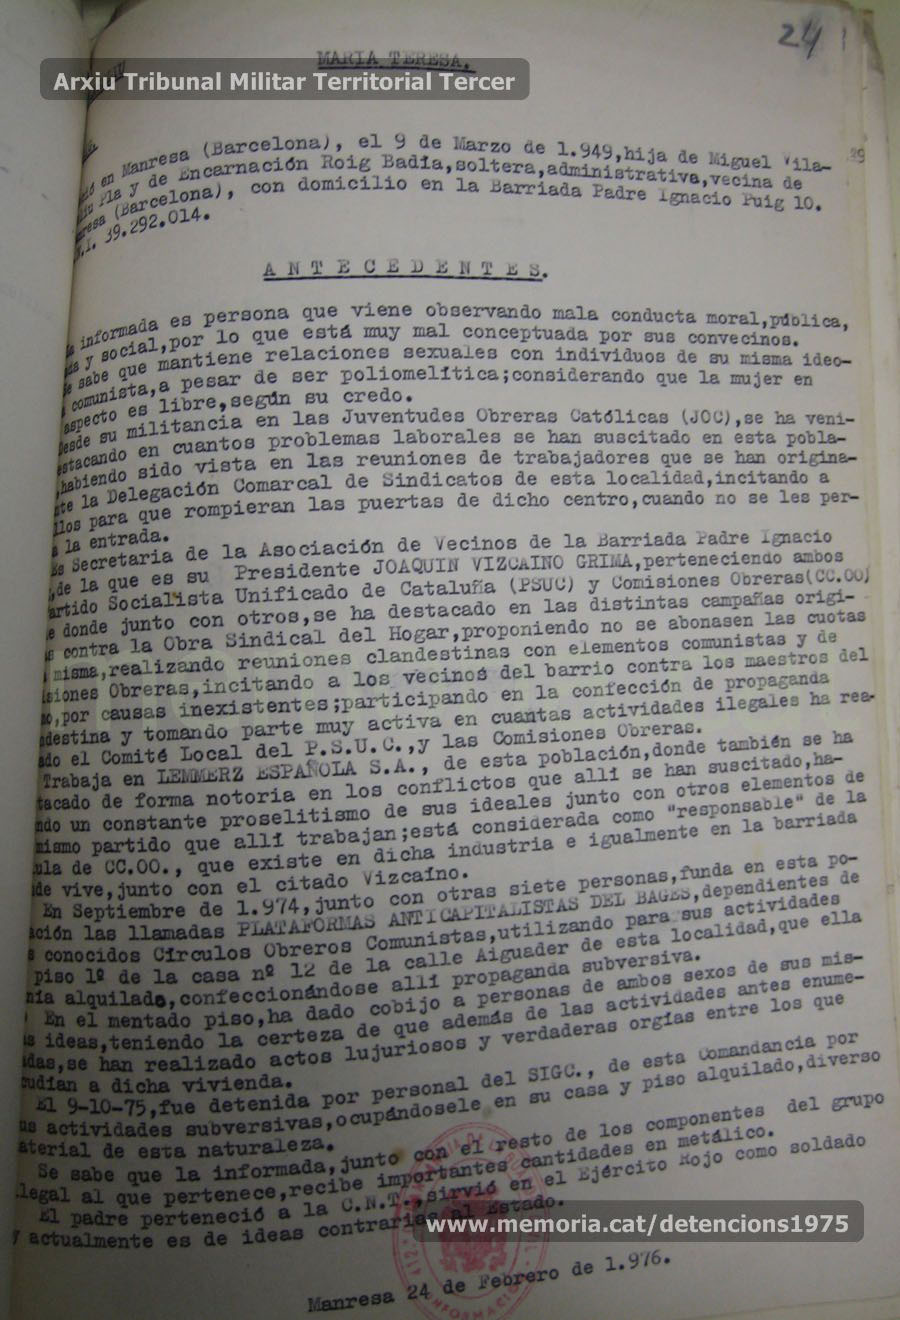 24
MARIA TERESA.
Arxiu Tribunal Militar Territorial Tercer
en Manresa (Barcelona), el 9 de Marzo de 1.949,hija de Miguel Vila-
Pla y de Encarnación Roig Badía,soltera,administrativa,vecina de
(Barcelona), con domicilio en la Barriada Padre Ignacio Puig 10.
39.292.014.
A N T E C E D E N T E S.
informada es persona que viene observando mala conducta moral,pública,
y social,por lo que está muy mal conceptuada por sus convecinos.
sabe que mantiene relaciones sexuales con individuos de su misma ideo-
comunista,a pesar de ser poliomelítica;considerando que la mujer en
aspecto es libre,según su credo.
Desde su militancia en las Juventudes Obreras Católicas (JOC),se ha veni-
estacando en cuantos problemas laborales se han suscitado en esta pobla-
,habiendo sido vista en las reuniones de trabajadores que se han origina-
nte la Delegación Comarcal de Sindicatos de esta localidad,incitando a
llos para que rompieran las puertas de dicho centro,cuando no se les per-
a la entrada.
Es Secretaria de la Asociación de Vecinos de la Barriada Padre Ignacio
,de la que es su Presidente JOAQUIN VIZCAINO GRIMA,perteneciendo ambos
artido Socialista Unificado de Cataluña (PSUC) y Comisiones Obreras(CC.OO)
e donde junto con otros,se ha destacado en las distintas campañas origi-
s contra la Obra Sindical del Hogar,proponiendo no se abonasen las cuotas
misma,realizando reuniones clandestinas con elementos comunistas y de
isiones Obreras,incitando a los vecinos del barrio contra los maestros del
mo,por causas inexistentes;participando en la confección de propaganda
ndestina y tomando parte muy activa en cuantas actividades ilegales ha rea-
ado el Comité Local del P.S.U.C.,y las Comisiones Obreras.
Trabaja en LEMMERZ ESPAÑOLA S.A., de esta población,donde también se ha
tacado de forma notoria en los conflictos que allí se han suscitado,ha-
ndo un constante proselitismo de sus ideales junto con otros elementos de
mismo partido que allí trabajan;está considerada como "responsable" de la
ula de CC.OO., que existe en dicha industria e igualmente en la barriada
de vive,junto con el citado Vizcaíno.
En Septiembre de 1.974,junto con otras siete personas,funda en esta po-
ación las llamadas PLATAFORMAS ANTICAPITALISTAS DEL BAGES,dependientes de
s conocidos Círculos Obreros Comunistas,utilizando para sus actividades
piso 1º de la casa nº 12 de la calle Aiguader de esta localidad,que ella
nía alquilado,confeccionándose allí propaganda subversiva.
En el mentado piso,ha dado cobijo a personas de ambos sexos de sus mis-
s ideas,teniendo la certeza de que además de las actividades antes enume-
das,se han realizado actos lujuriosos y verdaderas orgías entre los que
udían a dicha vivienda.
El 9-10-75,fue detenida por personal del SIGC., de esta Comandancia por
us actividades subversivas,ocupándosele en su casa y piso alquilado,diverso
aterial de esta naturaleza.
Se sabe que la informada,junto con el resto de los componentes del grupo
legal al que pertenece,recibe importantes cantidades en metálico.
El padre perteneció a la C.N.T.,sirvió en el Ejército Rojo como soldado
y actualmente es de ideas contrarias al Estado.
www.memoria.cat/detencions1975
Manresa 24 de Febrero de 1.976.